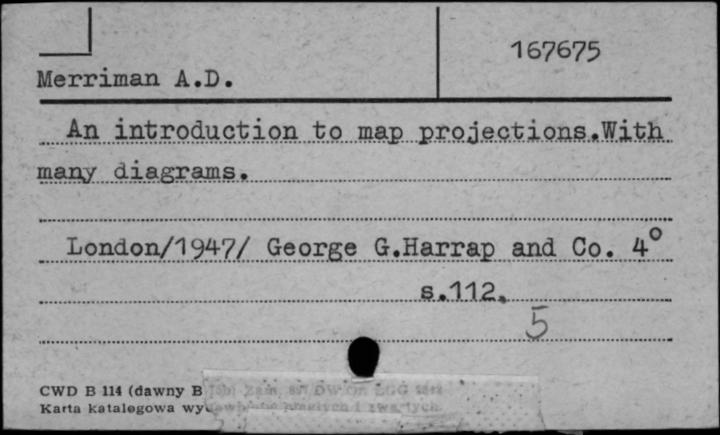 167675
Merriman A.D.
An introduction to map projections.With
many diagrams.
London/1947/ George G.Harrap and Co. 4°
s.112.
5
CWD B 114 (dawny B
Karta katalogowa wy